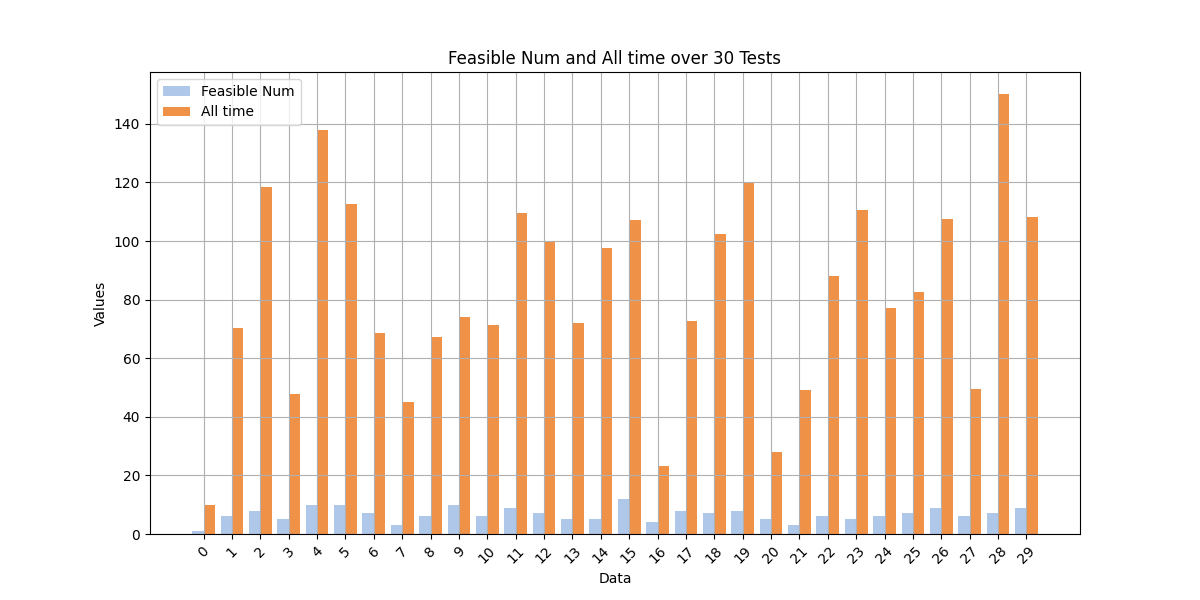 Feasible Num and All time over 30 Tests
Feasible Num
All time
140
120
100
80
60
40
20
0
Values
0 1 2 3 4 5 6 7 8 9 10 11 12 13 14 15 16 17 18 19 20 21 22 23 24 25 26 27 28 29
Data